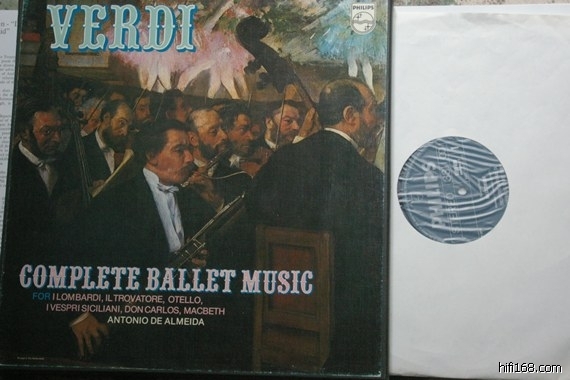 VERDI
PHILIPS
COMPLETE BALLET MUSIC
FOR I LOMBARDI, IL TROVATORE, OTELLO,
I VESPRI SICILIANI, DON CARLOS, MACBETH
ANTONIO DE ALMEIDA
PHILIPS
hifi168.com